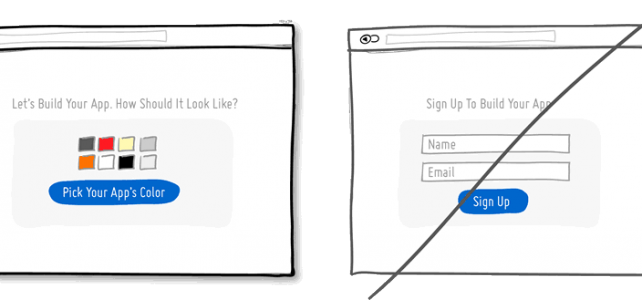 Let's Build Your App. How Should It Look Like?
Pick Your App's Color
Sign Up To Build Your App
Name
Email
Sign Up